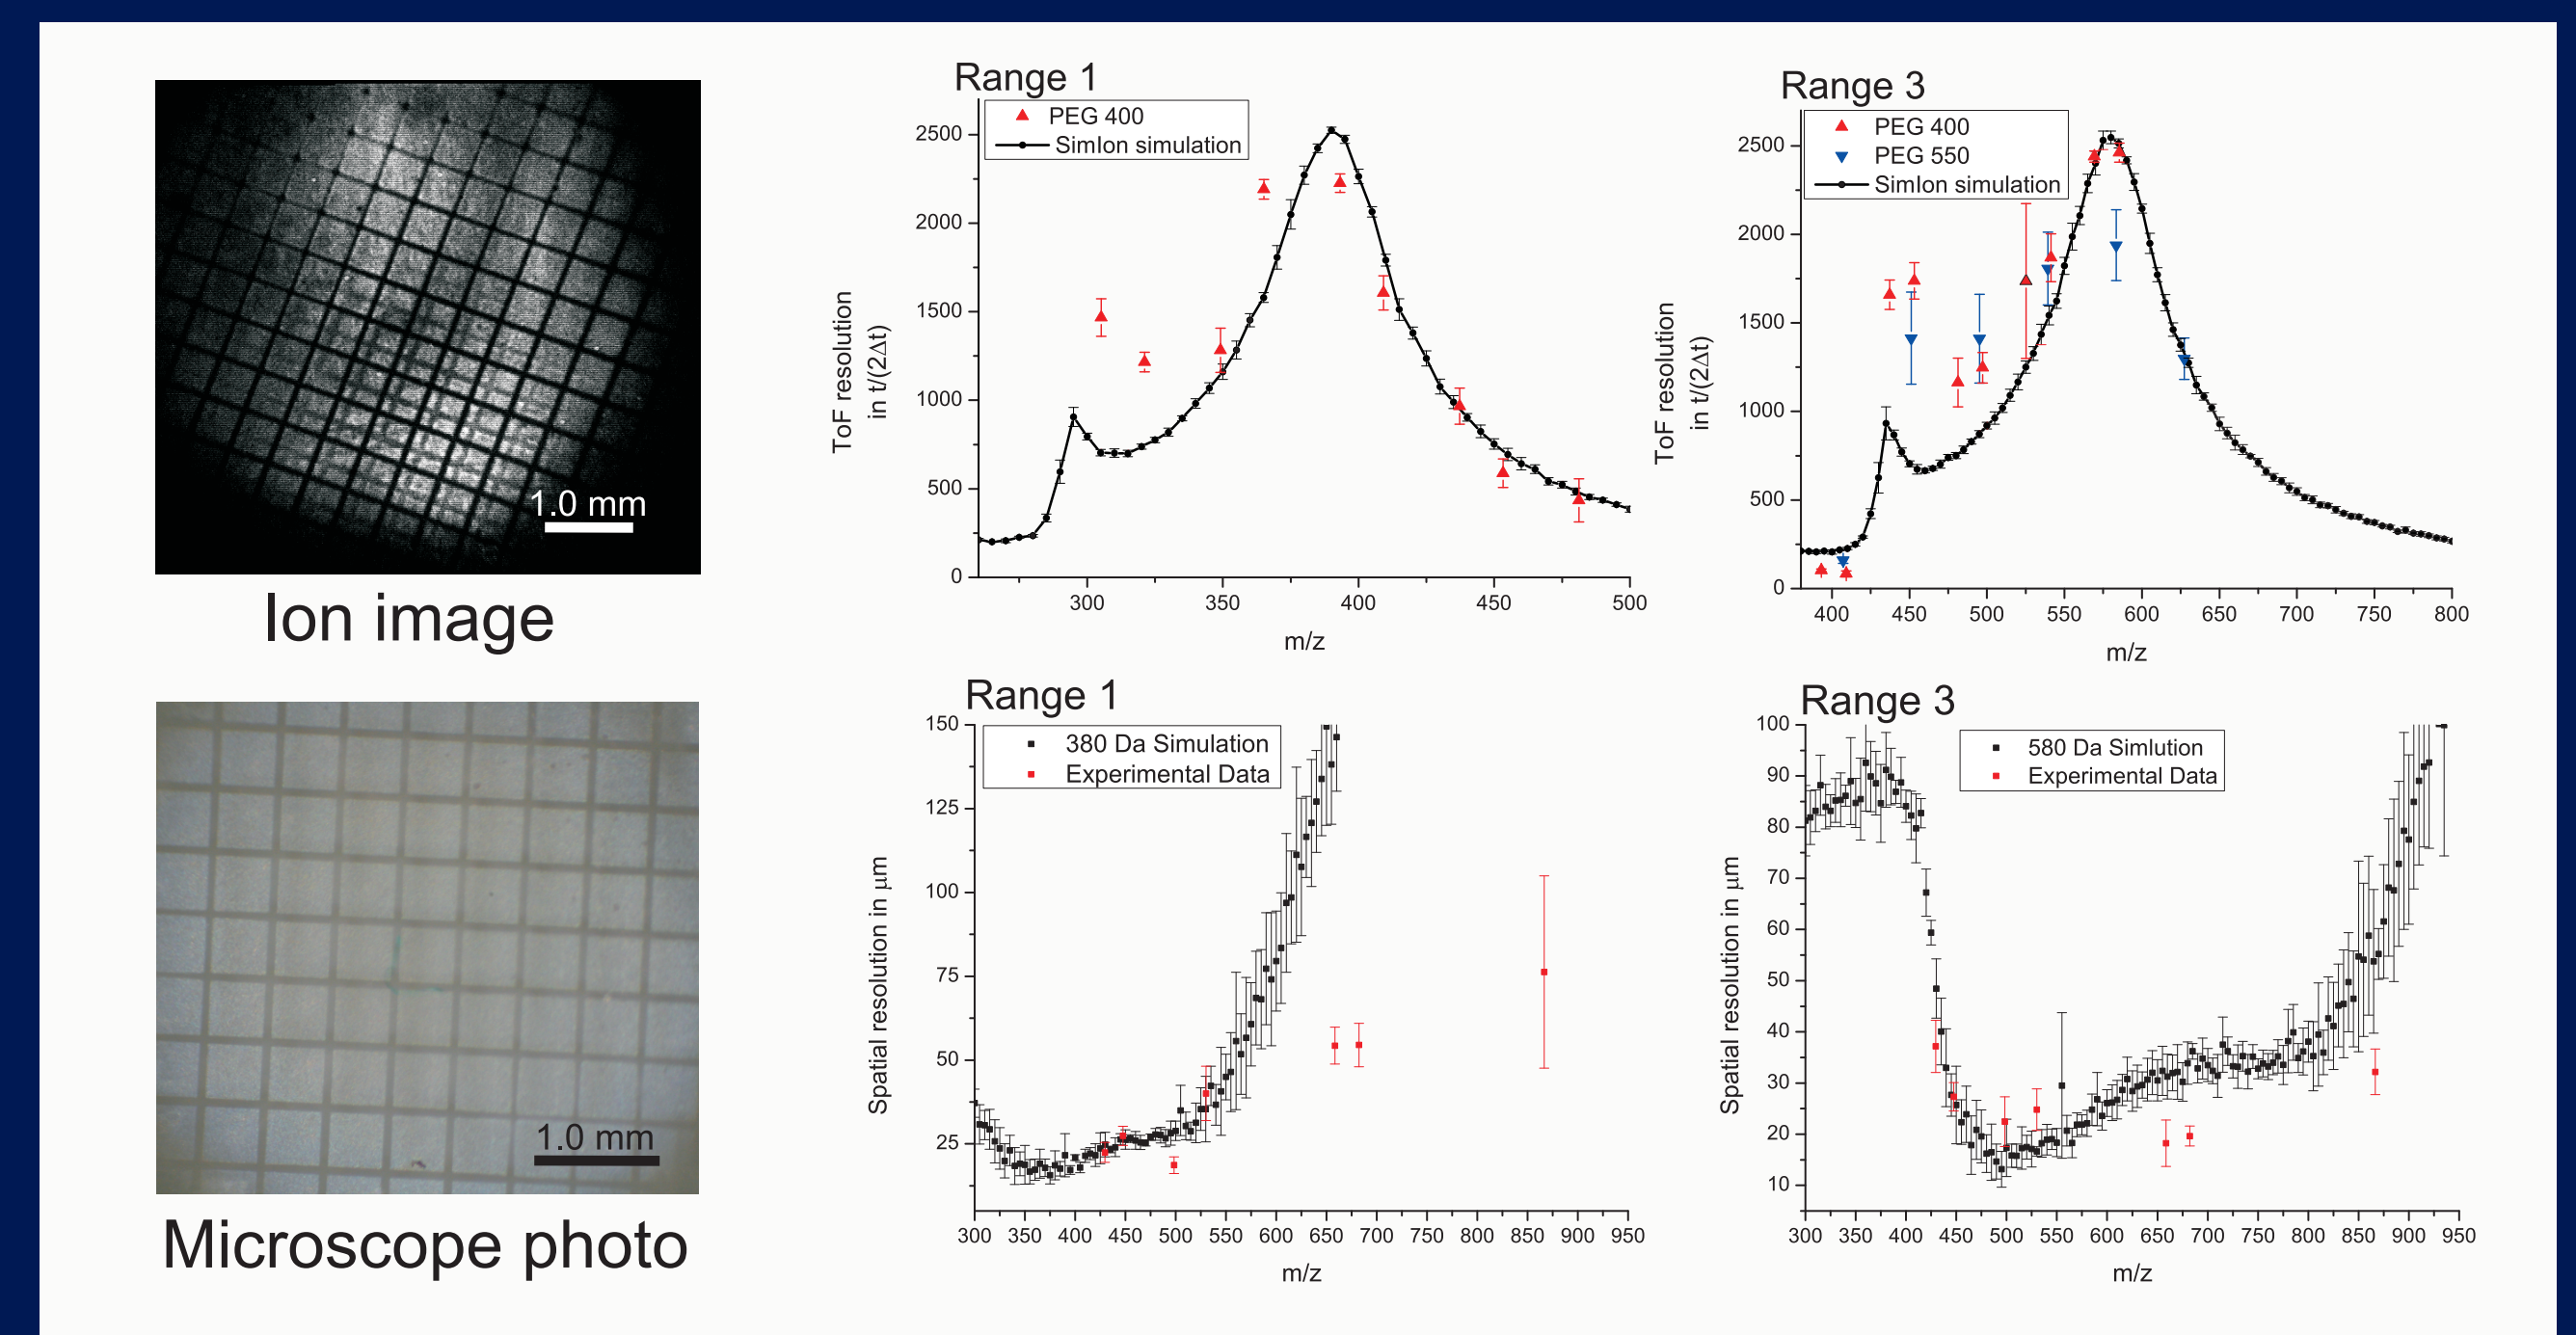 1.0 mm
Ion image
Range 1
PEG 400
SimIon simulation
2500
2000
1500
1000
500
0
ToF resolution
in t/(2Δt)
300 350 400 450 500
m/z
Range 3
PEG 400
PEG 550
SimIon simulation
2500
2000
1500
1000
500
0
ToF resolution
in t/(2Δt)
400 450 500 550 600 650 700 750 800
m/z
1.0 mm
Microscope photo
Range 1
380 Da Simulation
Experimental Data
150
125
100
75
50
25
Spatial resolution in μm
300 350 400 450 500 550 600 650 700 750 800 850 900 950
m/z
Range 3
580 Da Simlution
Experimental Data
100
90
80
70
60
50
40
30
20
10
Spatial resolution in μm
300 350 400 450 500 550 600 650 700 750 800 850 900 950
m/z